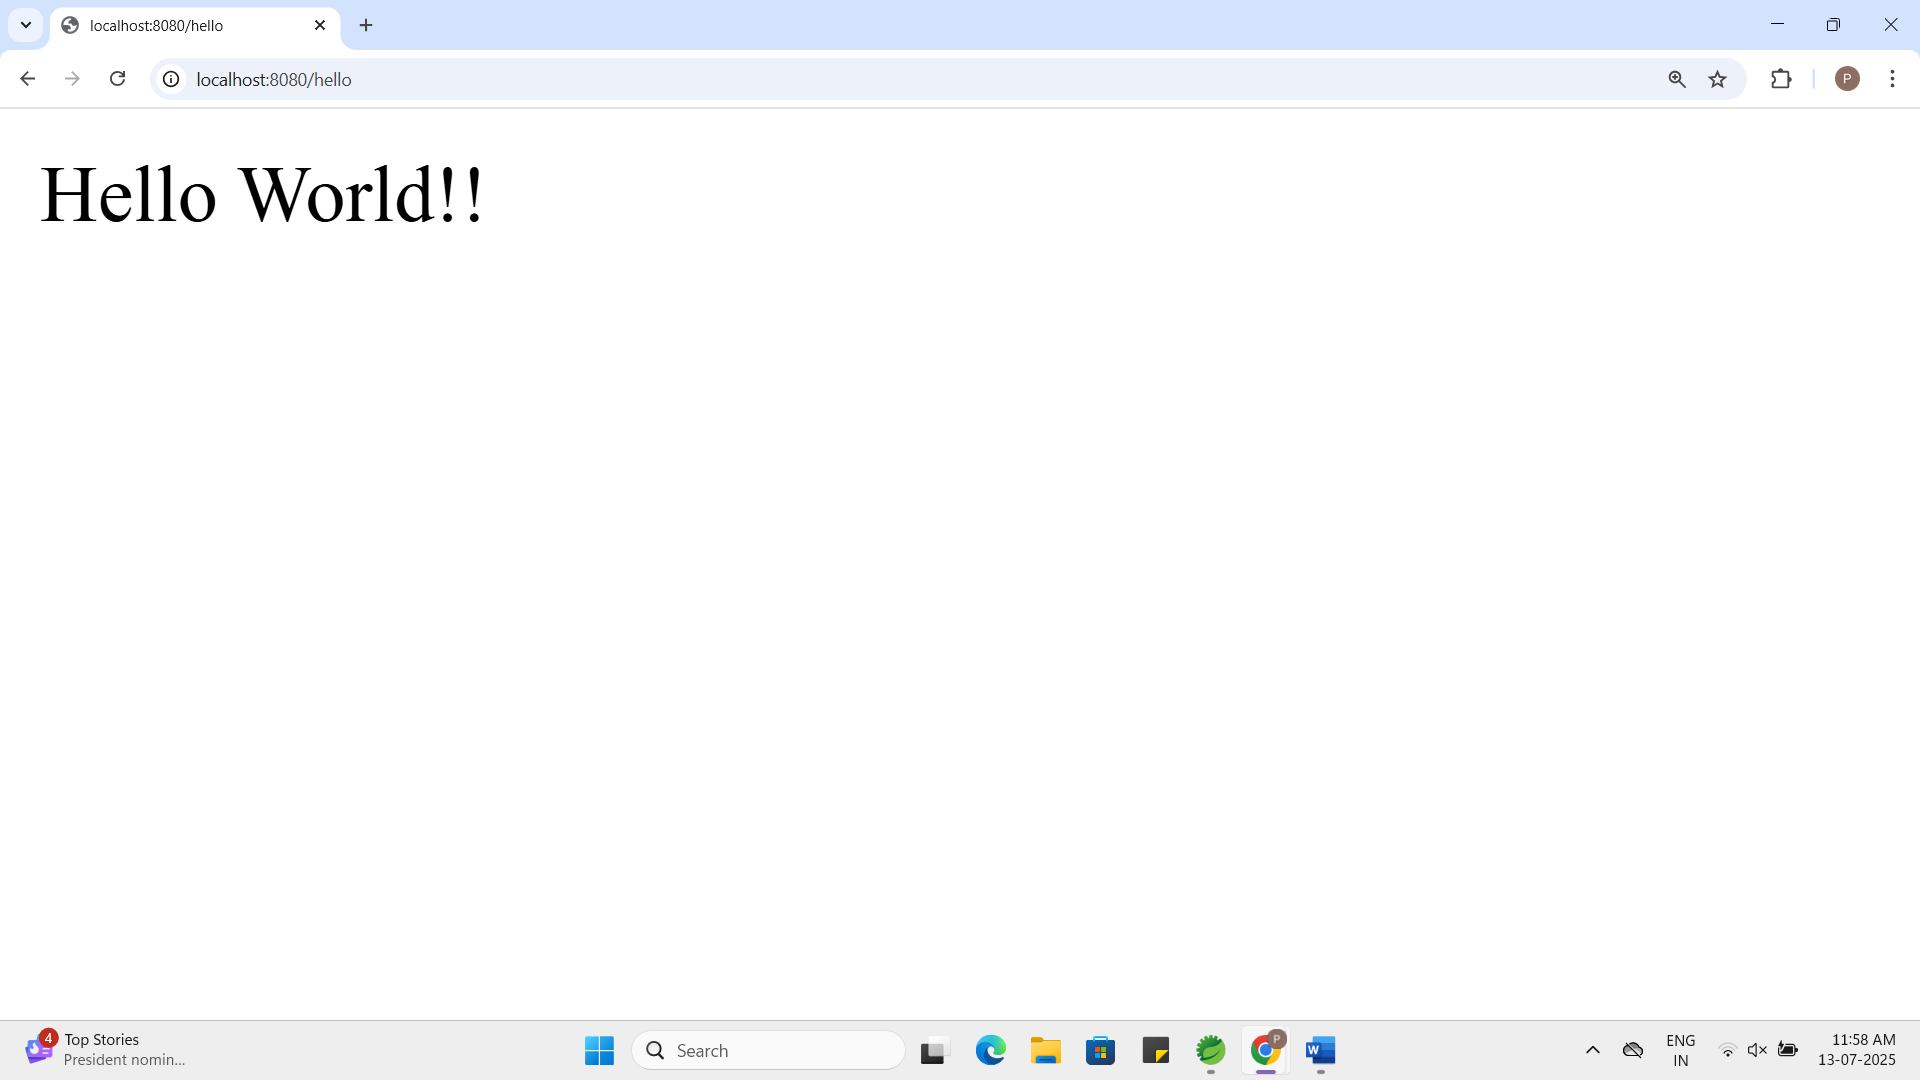 localhost:8080/hello
localhost:8080/hello
P
Hello World!!
4
Top Stories
President nomin...
Search
P
W
ENG
IN
11:58 AM
13-07-2025